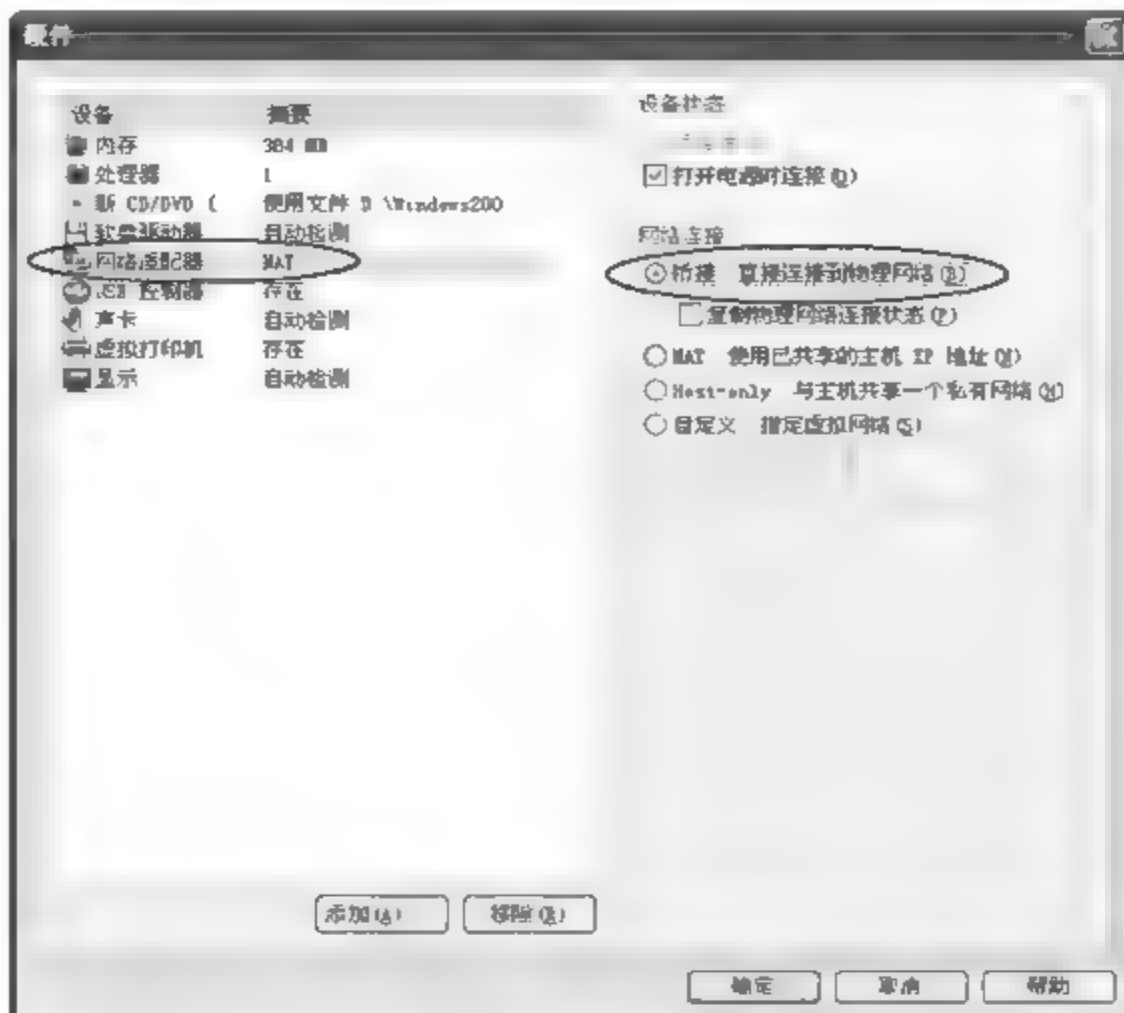 硬件
设备 摘要
内存 384 MB
处理器 1
新 CD/DVD ( 使用文件 D \Windows200
软盘驱动器 自动检测
网络适配器 NAT
USB 控制器 存在
声卡 自动检测
虚拟打印机 存在
显示 自动检测
添加(A) 移除(R)
设备状态
打开电源时连接(O)
网络连接
桥接 直接连接到物理网络(B)
复制物理网络连接状态(P)
NAT 使用已共享的主机 IP 地址(N)
Host-only 与主机共享一个私有网络(H)
自定义 指定虚拟网络(S)
确定 取消 帮助